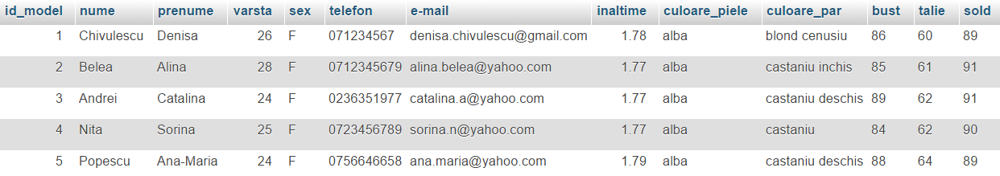 id_model nume prenume varsta sex telefon e-mail inaltime culoare_piele culoare_par bust talie sold
1 Chivulescu Denisa 26 F 071234567 denisa.chivulescu@gmail.com 1.78 alba blond cenusiu 86 60 89
2 Belea Alina 28 F 0712345679 alina.belea@yahoo.com 1.77 alba castaniu inchis 85 61 91
3 Andrei Catalina 24 F 0236351977 catalina.a@yahoo.com 1.77 alba castaniu deschis 89 62 91
4 Nita Sorina 25 F 0723456789 sorina.n@yahoo.com 1.77 alba castaniu 84 62 90
5 Popescu Ana-Maria 24 F 0756646658 ana.maria@yahoo.com 1.79 alba castaniu deschis 88 64 89